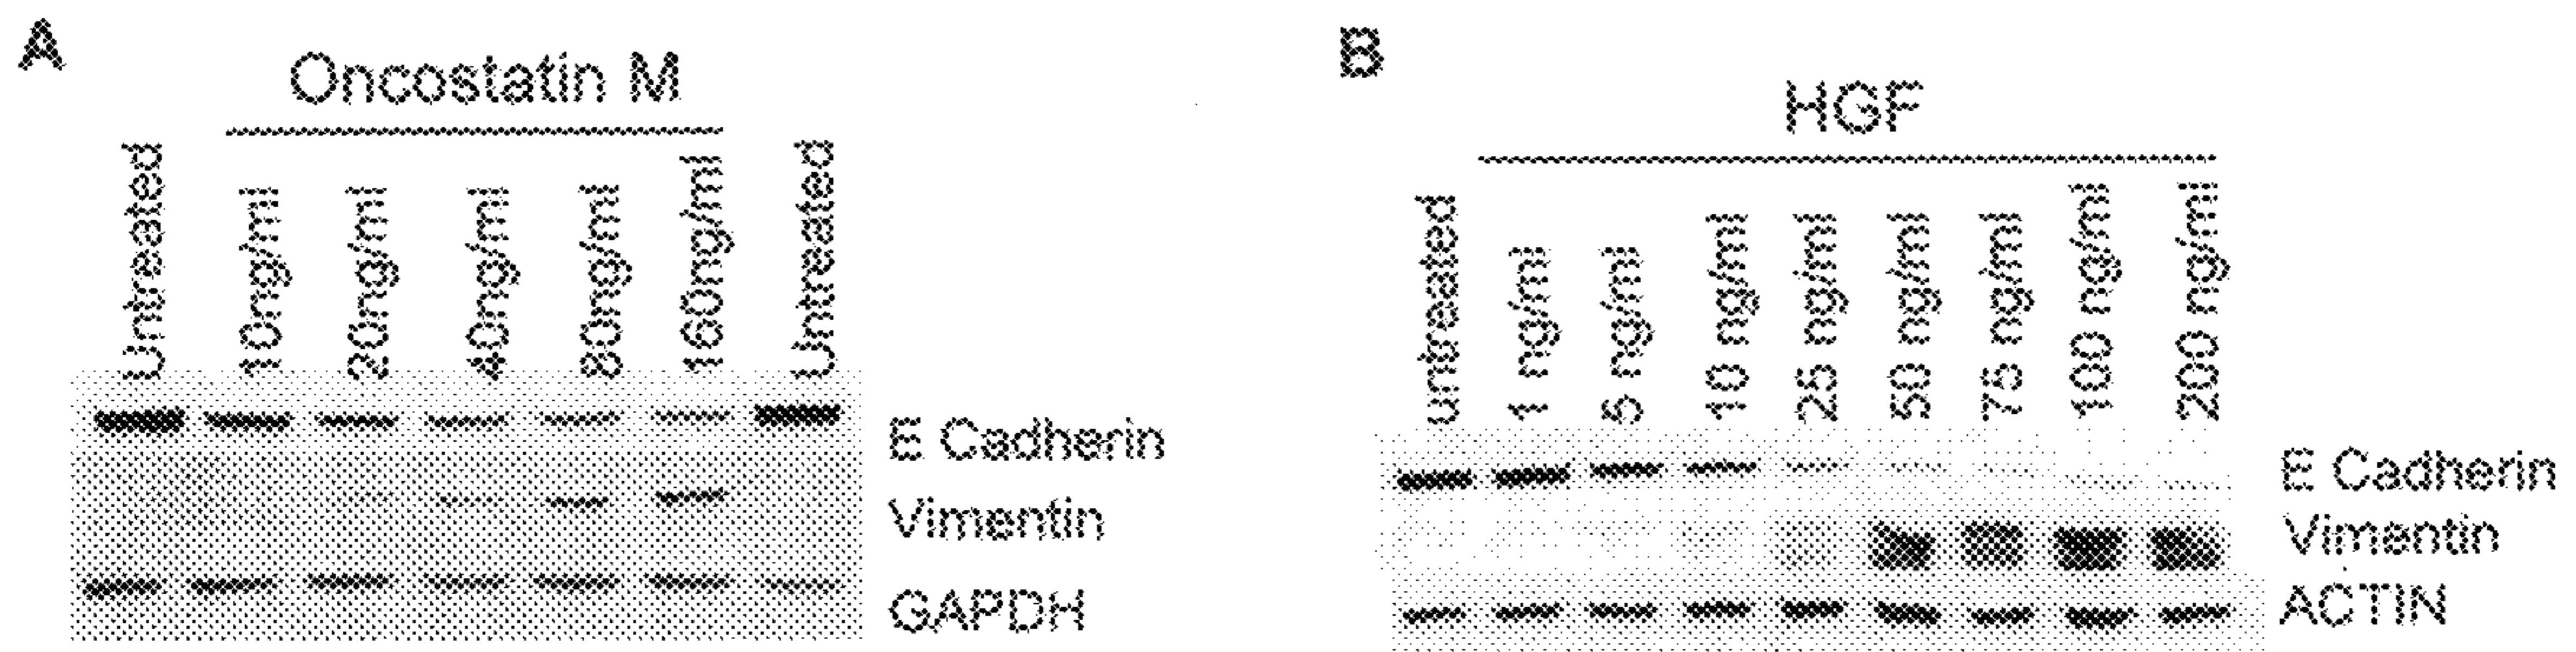 A
Oncostatin M
Untreated
10ng/ml
20ng/ml
40ng/ml
80ng/ml
160ng/ml
Untreated
E Cadherin
Vimentin
GAPDH
B
HGF
untreated
1 ng/ml
5 ng/ml
10 ng/ml
25 ng/ml
50 ng/ml
75 ng/ml
100 ng/ml
200 ng/ml
E Cadherin
Vimentin
ACTIN